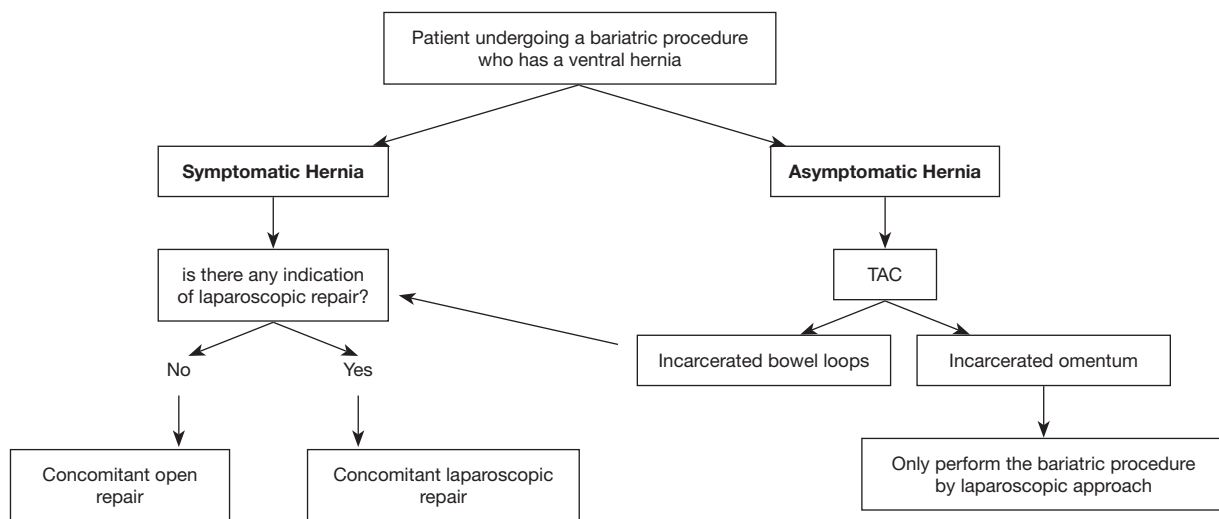 Patient undergoing a bariatric procedure
who has a ventral hernia
Symptomatic Hernia
Asymptomatic Hernia
is there any indication
of laparoscopic repair?
TAC
Incarcerated bowel loops
Incarcerated omentum
No
Yes
Concomitant open
repair
Concomitant laparoscopic
repair
Only perform the bariatric procedure
by laparoscopic approach